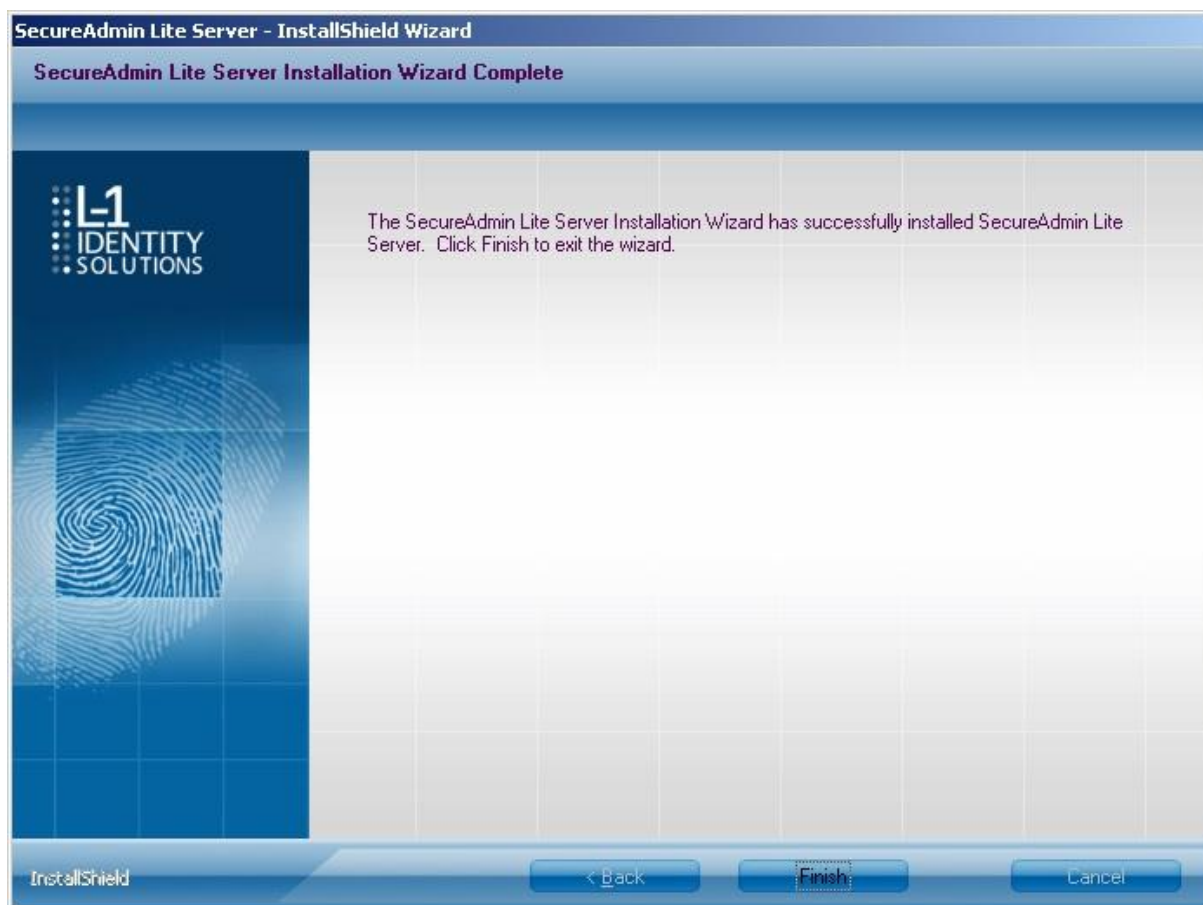 SecureAdmin Lite Server - InstallShield Wizard
SecureAdmin Lite Server Installation Wizard Complete
L-1
IDENTITY
SOLUTIONS
The SecureAdmin Lite Server Installation Wizard has successfully installed SecureAdmin Lite
Server. Click Finish to exit the wizard.
InstallShield
< Back
Finish
Cancel